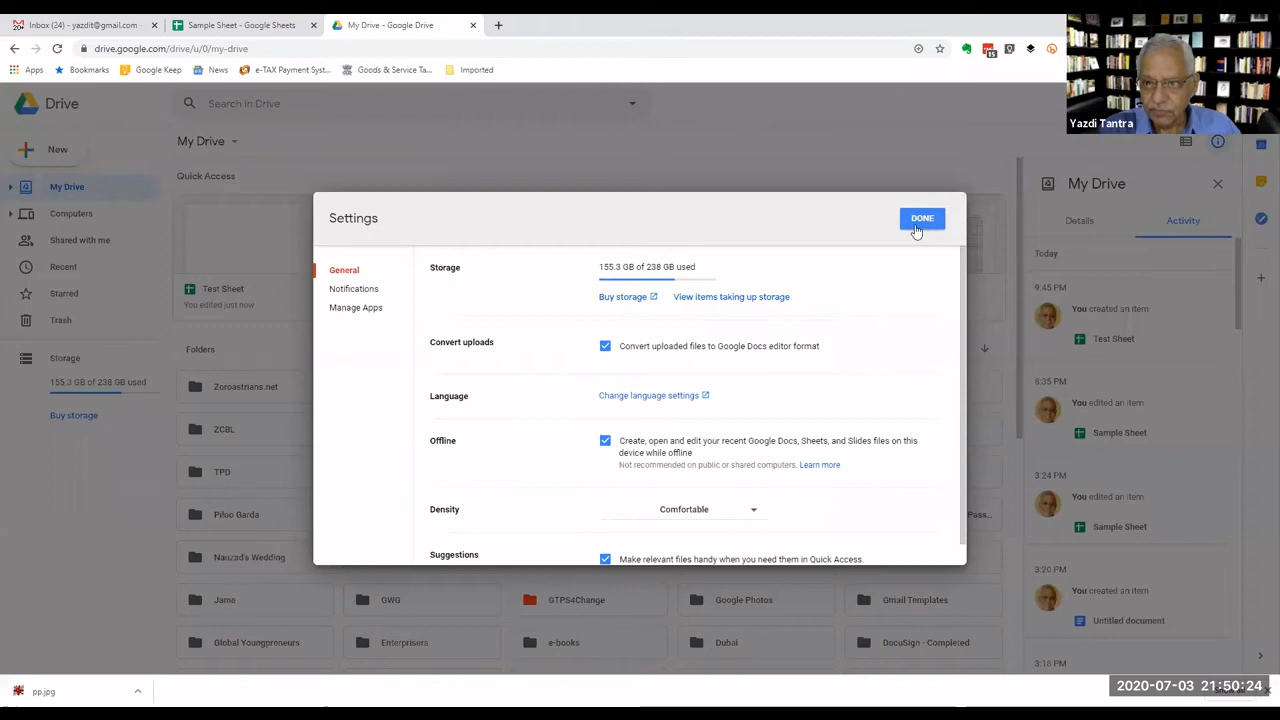 Inbox (20+) - yazdit@gmail.com -
Sample Sheet - Google Sheets
My Drive - Google Drive
drive.google.com/drive/u/0/my-drive
15
Apps
Bookmarks
Google Keep
News
e-TAX Payment Syst...
Goods & Service Ta...
Imported
Yazdi Tantra
Drive
Search in Drive
New
My Drive
Computers
Shared with me
Recent
Starred
Trash
Storage
155.3 GB of 238 GB used
Buy storage
My Drive
Quick Access
Test Sheet
You edited just now
Folders
Zoroastrians.net
ZCBL
TPD
Piloo Garda
Nauzad's Wedding
Pass...
Jame
GWG
GTPS4Change
Google Photos
Gmail Templates
Global Youngpreneurs
Enterprisers
e-books
Dubai
DocuSign - Completed
Settings
DONE
General
Notifications
Manage Apps
Storage
155.3 GB of 238 GB used
Buy storage
View items taking up storage
Convert uploads
Convert uploaded files to Google Docs editor format
Language
Change language settings
Offline
Create, open and edit your recent Google Docs, Sheets, and Slides files on this
device while offline
Not recommended on public or shared computers. Learn more
Density
Comfortable
Suggestions
Make relevant files handy when you need them in Quick Access.
My Drive
Details
Activity
Today
9:45 PM
You created an item
Test Sheet
6:35 PM
You edited an item
Sample Sheet
3:24 PM
You edited an item
Sample Sheet
3:20 PM
You created an item
Untitled document
3:18 PM
pp.jpg
2020-07-03 21:50:24